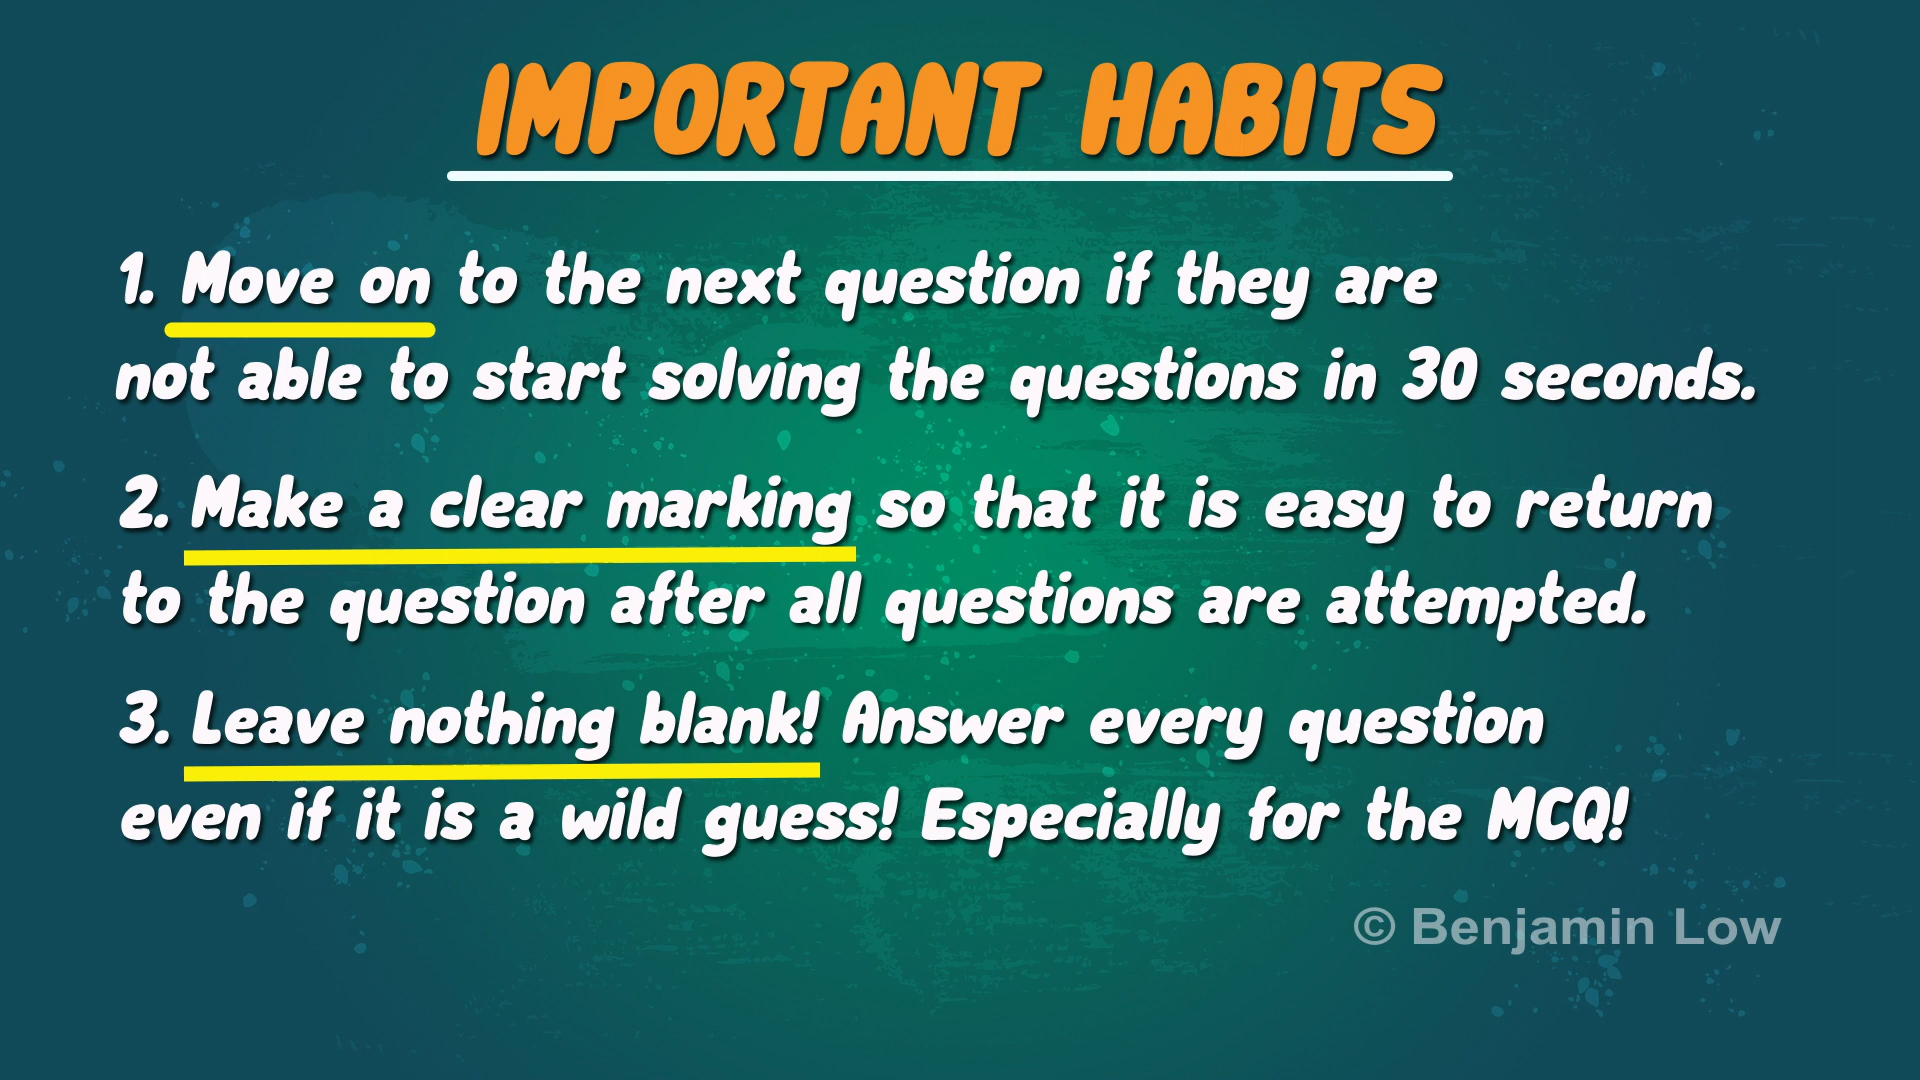 IMPORTANT HABITS
1. Move on to the next question if they are
not able to start solving the questions in 30 seconds.
2. Make a clear marking so that it is easy to return
to the question after all questions are attempted.
3. Leave nothing blank! Answer every question
even if it is a wild guess! Especially for the MCQ!
© Benjamin Low